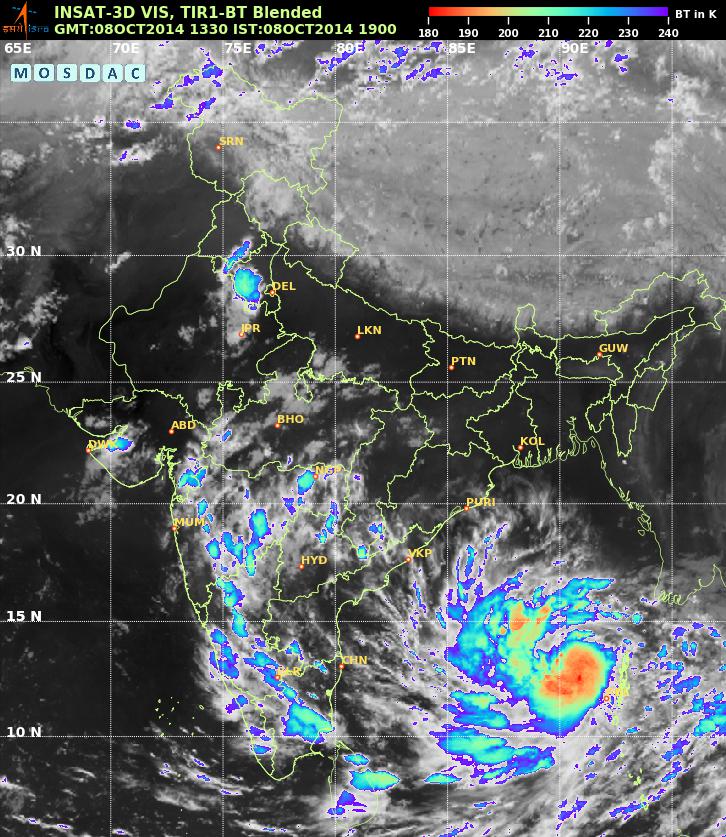 INSAT-3D VIS, TIR1-BT Blended
GMT:08OCT2014 1330 IST:08OCT2014 1900
BT in K
180 190 200 210 220 230 240
65E 70E 75E 80E 85E 90E
MOSDAC
SRN
30 N
DEL
JPR
LKN
GUW
PTN
25 N
BHO
ABD
DWK
KOL
NGP
20 N
PURI
MUM
VKP
HYD
15 N
CHN
BLR
10 N